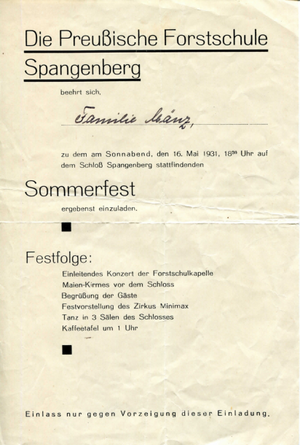 Die Preußische Forstschule
Spangenberg
beehrt sich,
Familie Mänz,
zu dem am Sonnabend, den 16. Mai 1931, 18⁰⁰ Uhr auf
dem Schloß Spangenberg stattfindenden
Sommerfest
ergebenst einzuladen.
Festfolge:
Einleitendes Konzert der Forstschulkapelle
Maien-Kirmes vor dem Schloss
Begrüßung der Gäste
Festvorstellung des Zirkus Minimax
Tanz in 3 Sälen des Schlosses
Kaffeetafel um 1 Uhr
Einlass nur gegen Vorzeigung dieser Einladung.